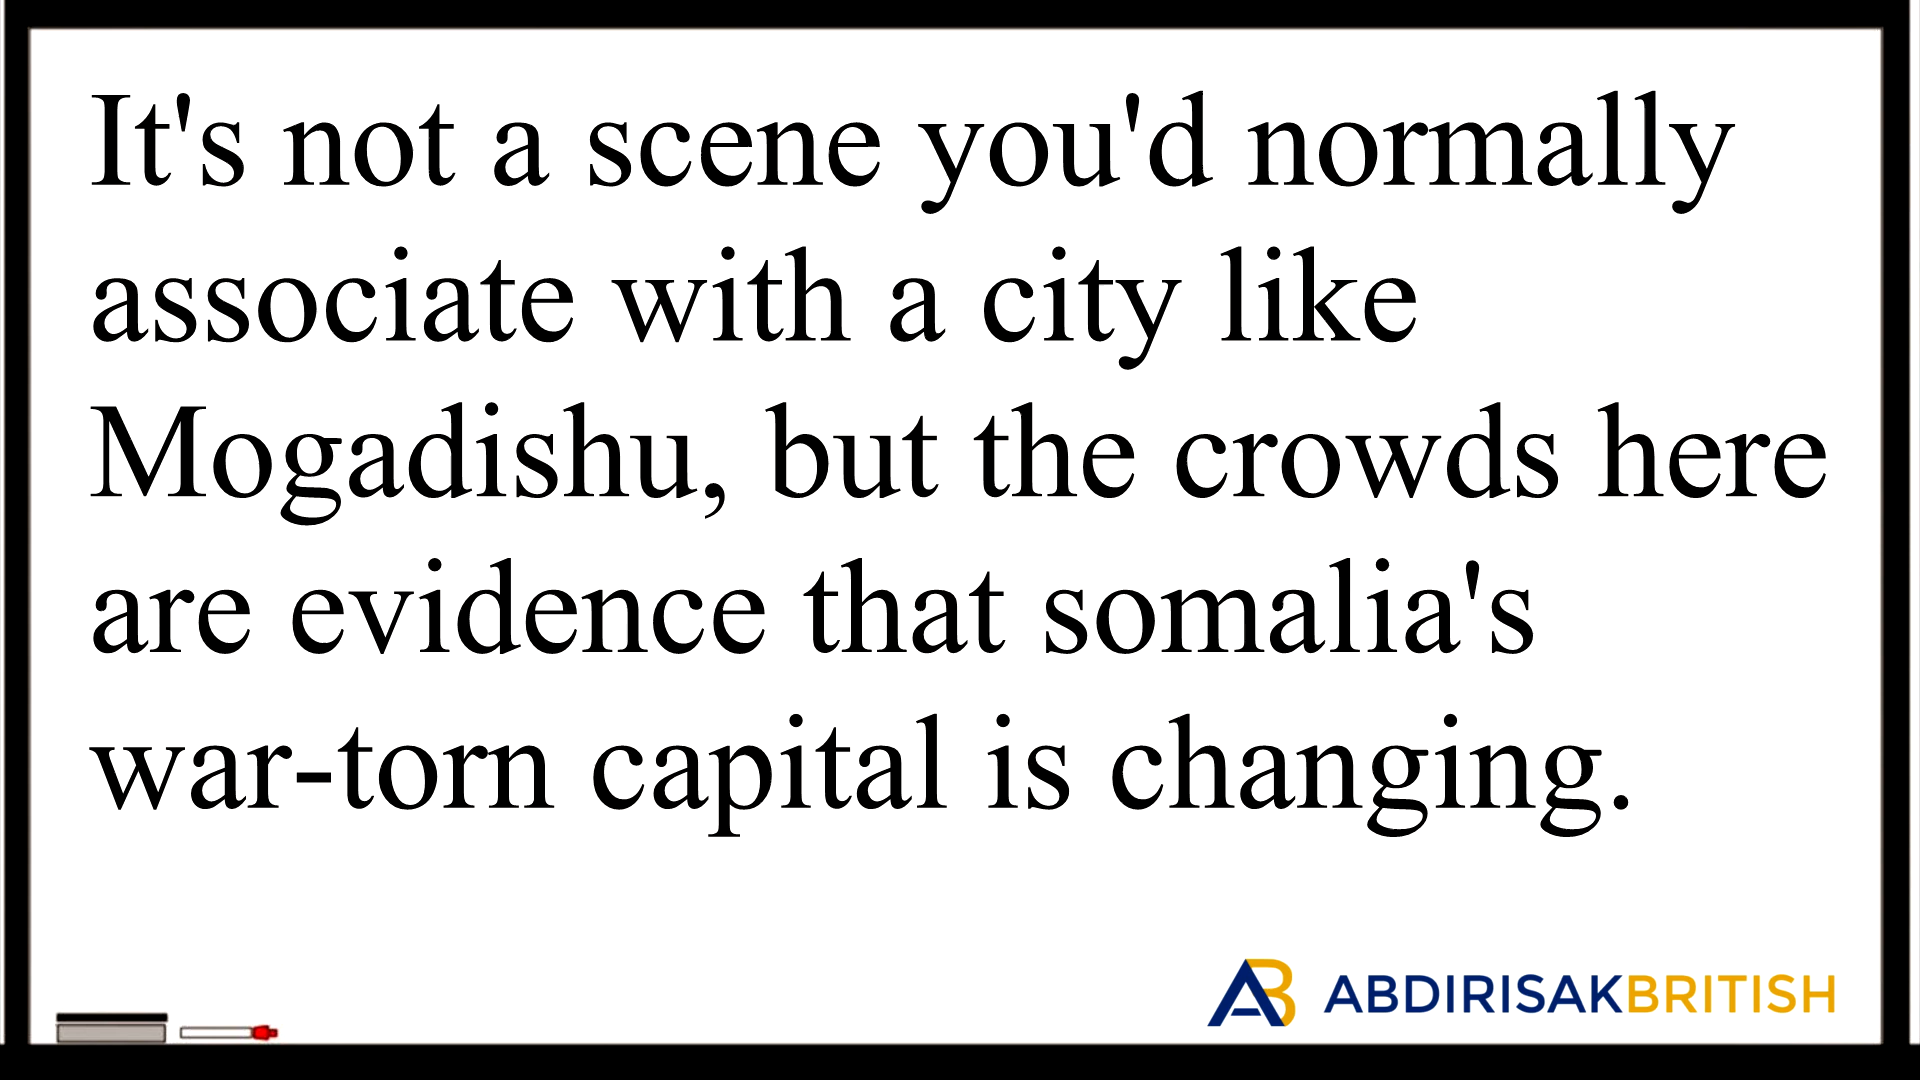 It's not a scene you'd normally
associate with a city like
Mogadishu, but the crowds here
are evidence that somalia's
war-torn capital is changing.
AB ABDIRISAKBRITISH